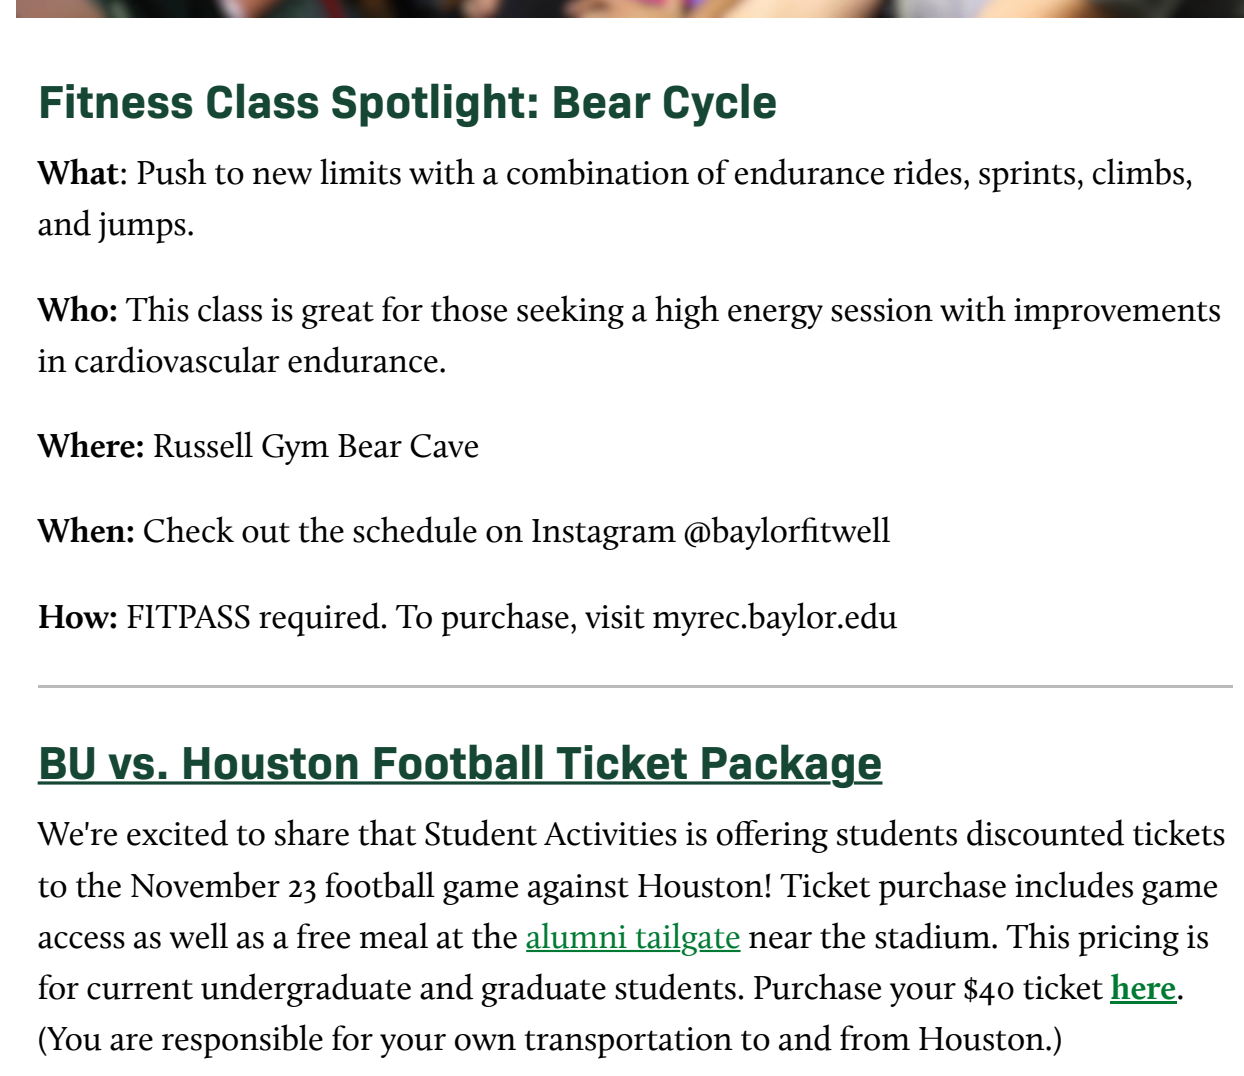 Fitness Class Spotlight: Bear Cycle
What: Push to new limits with a combination of endurance rides, sprints, climbs,
and jumps.
Who: This class is great for those seeking a high energy session with improvements
in cardiovascular endurance.
Where: Russell Gym Bear Cave
When: Check out the schedule on Instagram @baylorfitwell
How: FITPASS required. To purchase, visit myrec.baylor.edu
BU vs. Houston Football Ticket Package
We're excited to share that Student Activities is offering students discounted tickets
to the November 23 football game against Houston! Ticket purchase includes game
access as well as a free meal at the alumni tailgate near the stadium. This pricing is
for current undergraduate and graduate students. Purchase your $40 ticket here.
(You are responsible for your own transportation to and from Houston.)